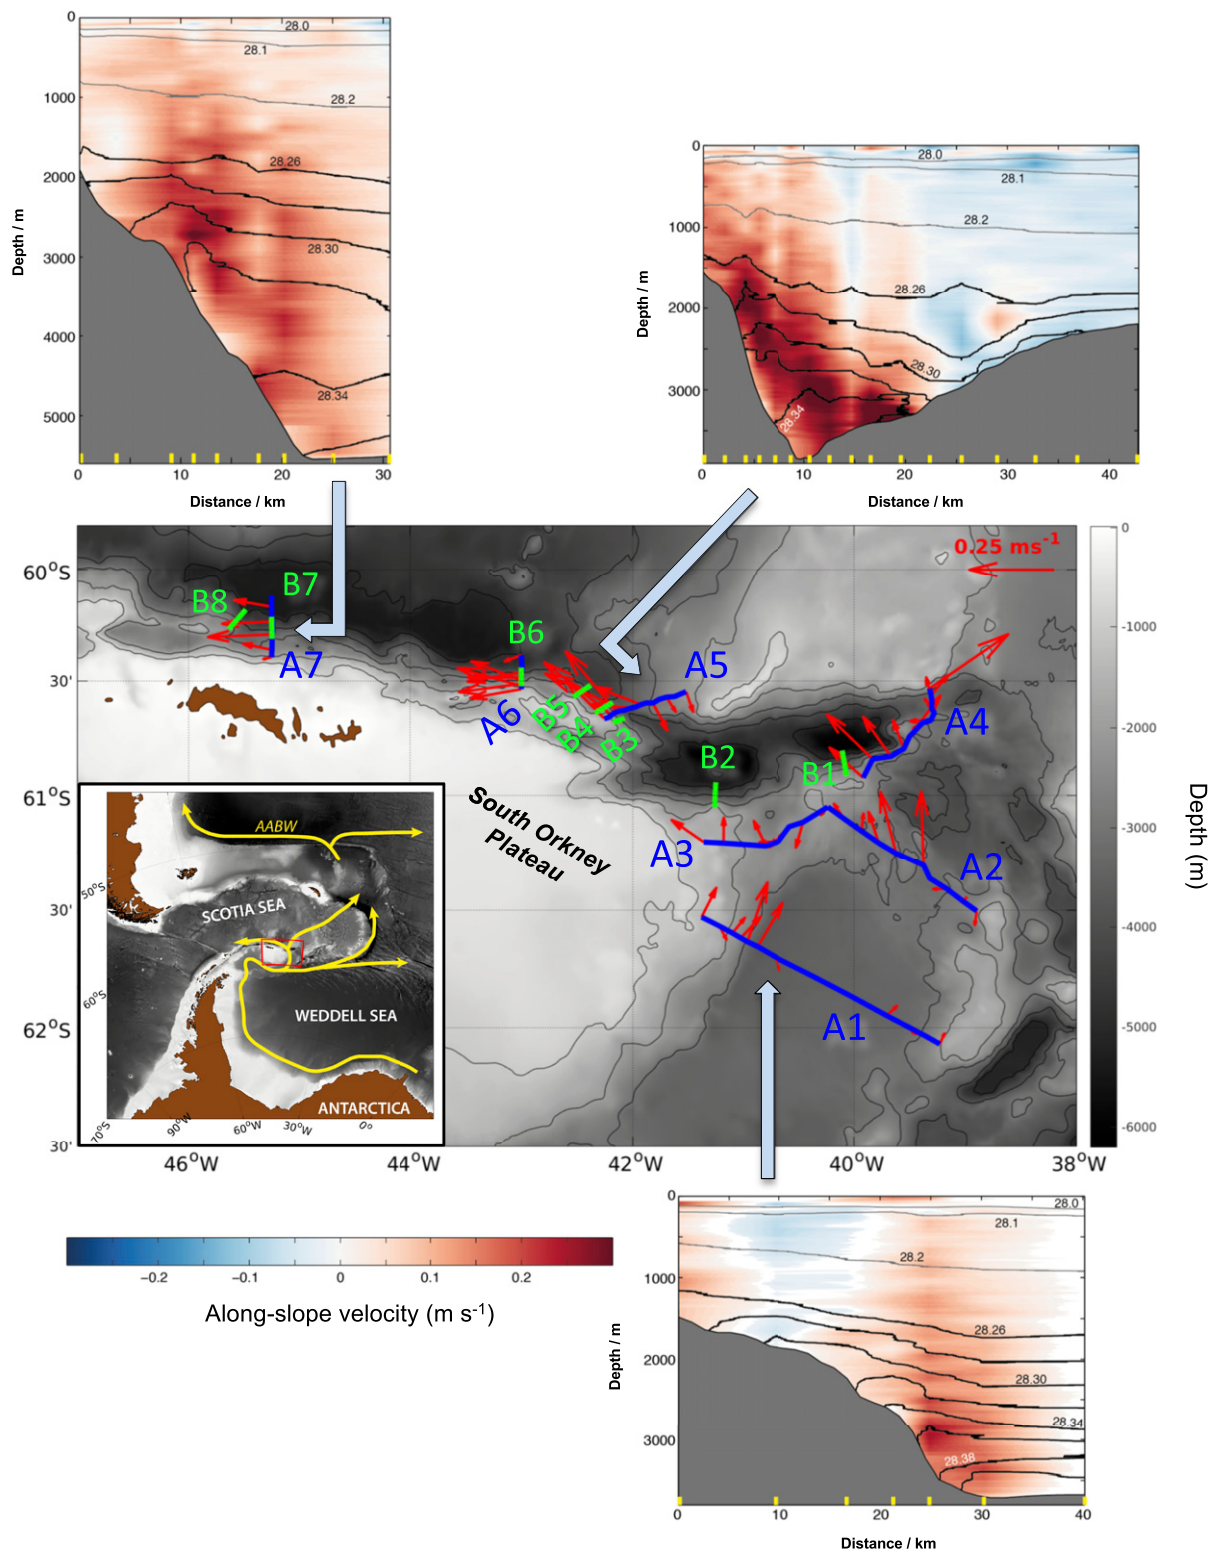 0
1000
2000
3000
4000
5000
Depth / m
28.0
28.1
28.2
28.26
28.30
28.34
0
10
20
30
Distance / km
0
1000
2000
3000
Depth / m
28.0
28.1
28.2
28.26
28.30
28.34
0
10
20
30
40
Distance / km
60°S
30'
61°S
30'
62°S
30'
46°W
44°W
42°W
40°W
38°W
0.25 ms⁻¹
B8
B7
A7
B6
A6
B5
B4
B3
A5
B2
B1
A4
A3
A2
A1
South Orkney
Plateau
AABW
SCOTIA SEA
WEDDELL SEA
ANTARCTICA
50°S
60°S
70°S
90°W
60°W
30°W
0°
0
-1000
-2000
-3000
-4000
-5000
-6000
Depth (m)
−0.2
−0.1
0
0.1
0.2
Along-slope velocity (m s⁻¹)
0
1000
2000
3000
Depth / m
28.0
28.1
28.2
28.26
28.30
28.34
28.38
0
10
20
30
40
Distance / km